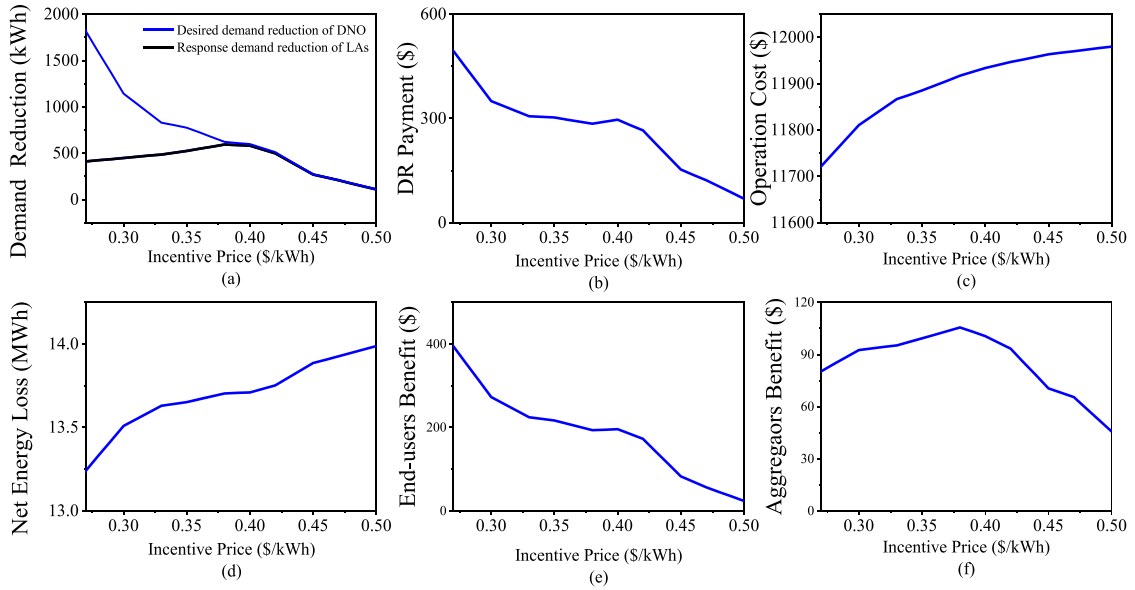 Demand Reduction (kWh)
2000
1500
1000
500
0
Desired demand reduction of DNO
Response demand reduction of LAs
0.30 0.35 0.40 0.45 0.50
Incentive Price ($/kWh)
(a)
DR Payment ($)
600
300
0
0.30 0.35 0.40 0.45 0.50
Incentive Price ($/kWh)
(b)
Operation Cost ($)
12000
11900
11800
11700
11600
0.30 0.35 0.40 0.45 0.50
Incentive Price ($/kWh)
(c)
Net Energy Loss (MWh)
14.0
13.5
13.0
0.30 0.35 0.40 0.45 0.50
Incentive Price ($/kWh)
(d)
End-users Benefit ($)
400
200
0
0.30 0.35 0.40 0.45 0.50
Incentive Price ($/kWh)
(e)
Aggregaors Benefit ($)
120
90
60
30
0
0.30 0.35 0.40 0.45 0.50
Incentive Price ($/kWh)
(f)